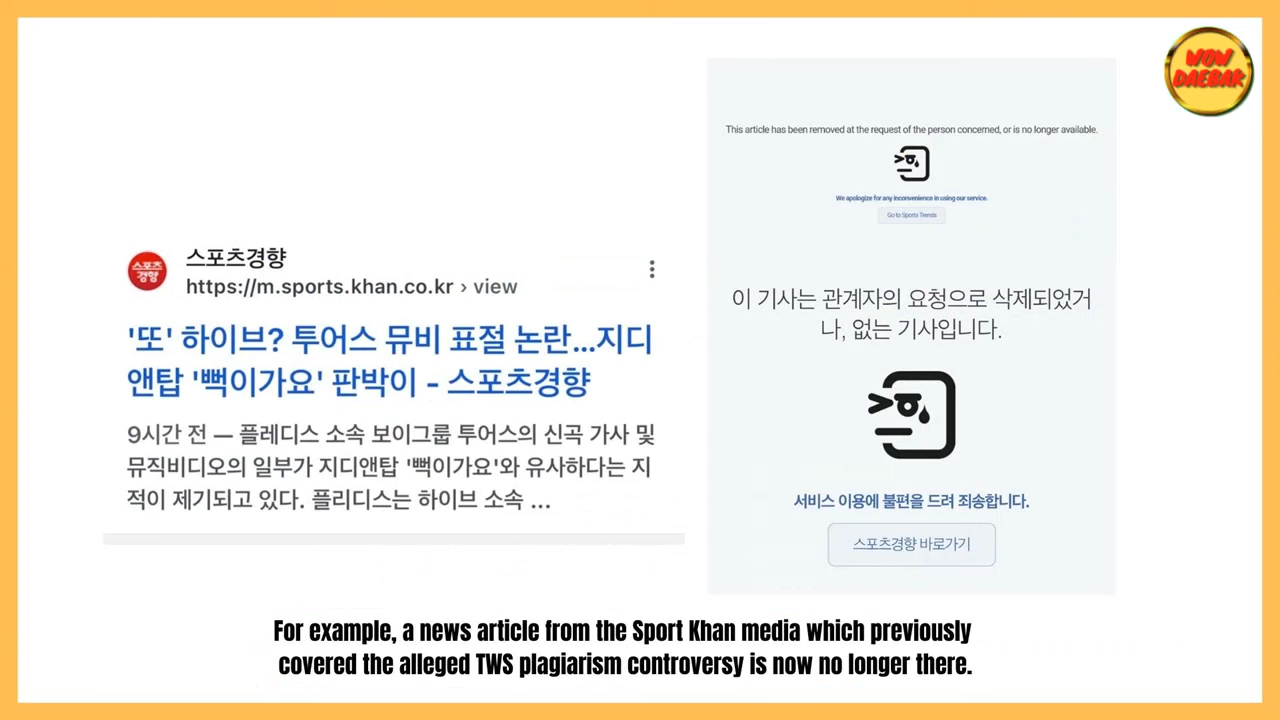 WOW
DAEBAK
스포츠
경향
스포츠경향
https://m.sports.khan.co.kr › view
'또' 하이브? 투어스 뮤비 표절 논란...지디
앤탑 '뻑이가요' 판박이 - 스포츠경향
9시간 전 — 플레디스 소속 보이그룹 투어스의 신곡 가사 및
뮤직비디오의 일부가 지디앤탑 '뻑이가요'와 유사하다는 지
적이 제기되고 있다. 플리디스는 하이브 소속 ...
This article has been removed at the request of the person concerned, or is no longer available.
We apologize for any inconvenience in using our service.
Go to Sports Trends
이 기사는 관계자의 요청으로 삭제되었거
나, 없는 기사입니다.
서비스 이용에 불편을 드려 죄송합니다.
스포츠경향 바로가기
For example, a news article from the Sport Khan media which previously
covered the alleged TWS plagiarism controversy is now no longer there.